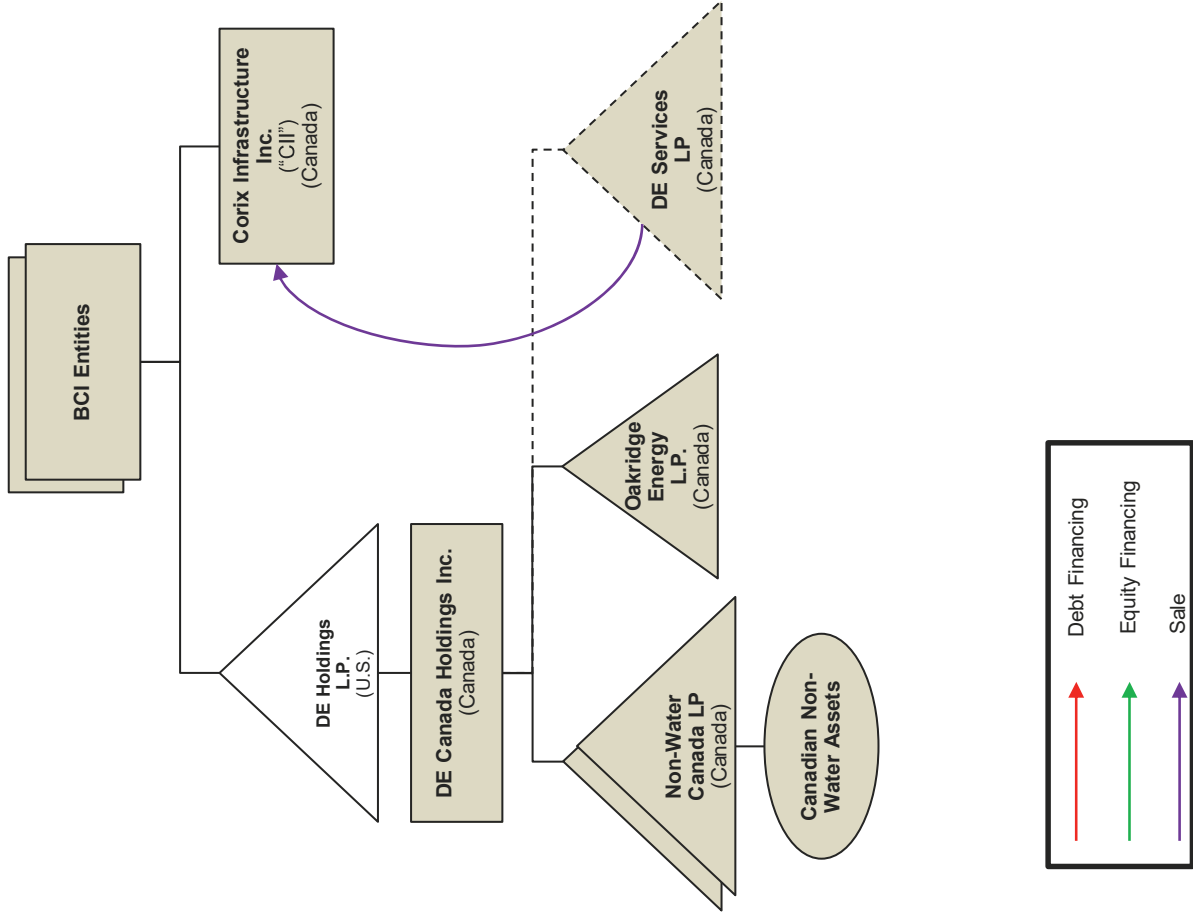 BCI Entities
Corix Infrastructure
Inc.
(“CII”)
(Canada)
DE Holdings
L.P.
(U.S.)
DE Canada Holdings Inc.
(Canada)
Non-Water
Canada LP
(Canada)
Oakridge
Energy
L.P.
(Canada)
DE Services
LP
(Canada)
Canadian Non-
Water Assets
Debt Financing
Equity Financing
Sale